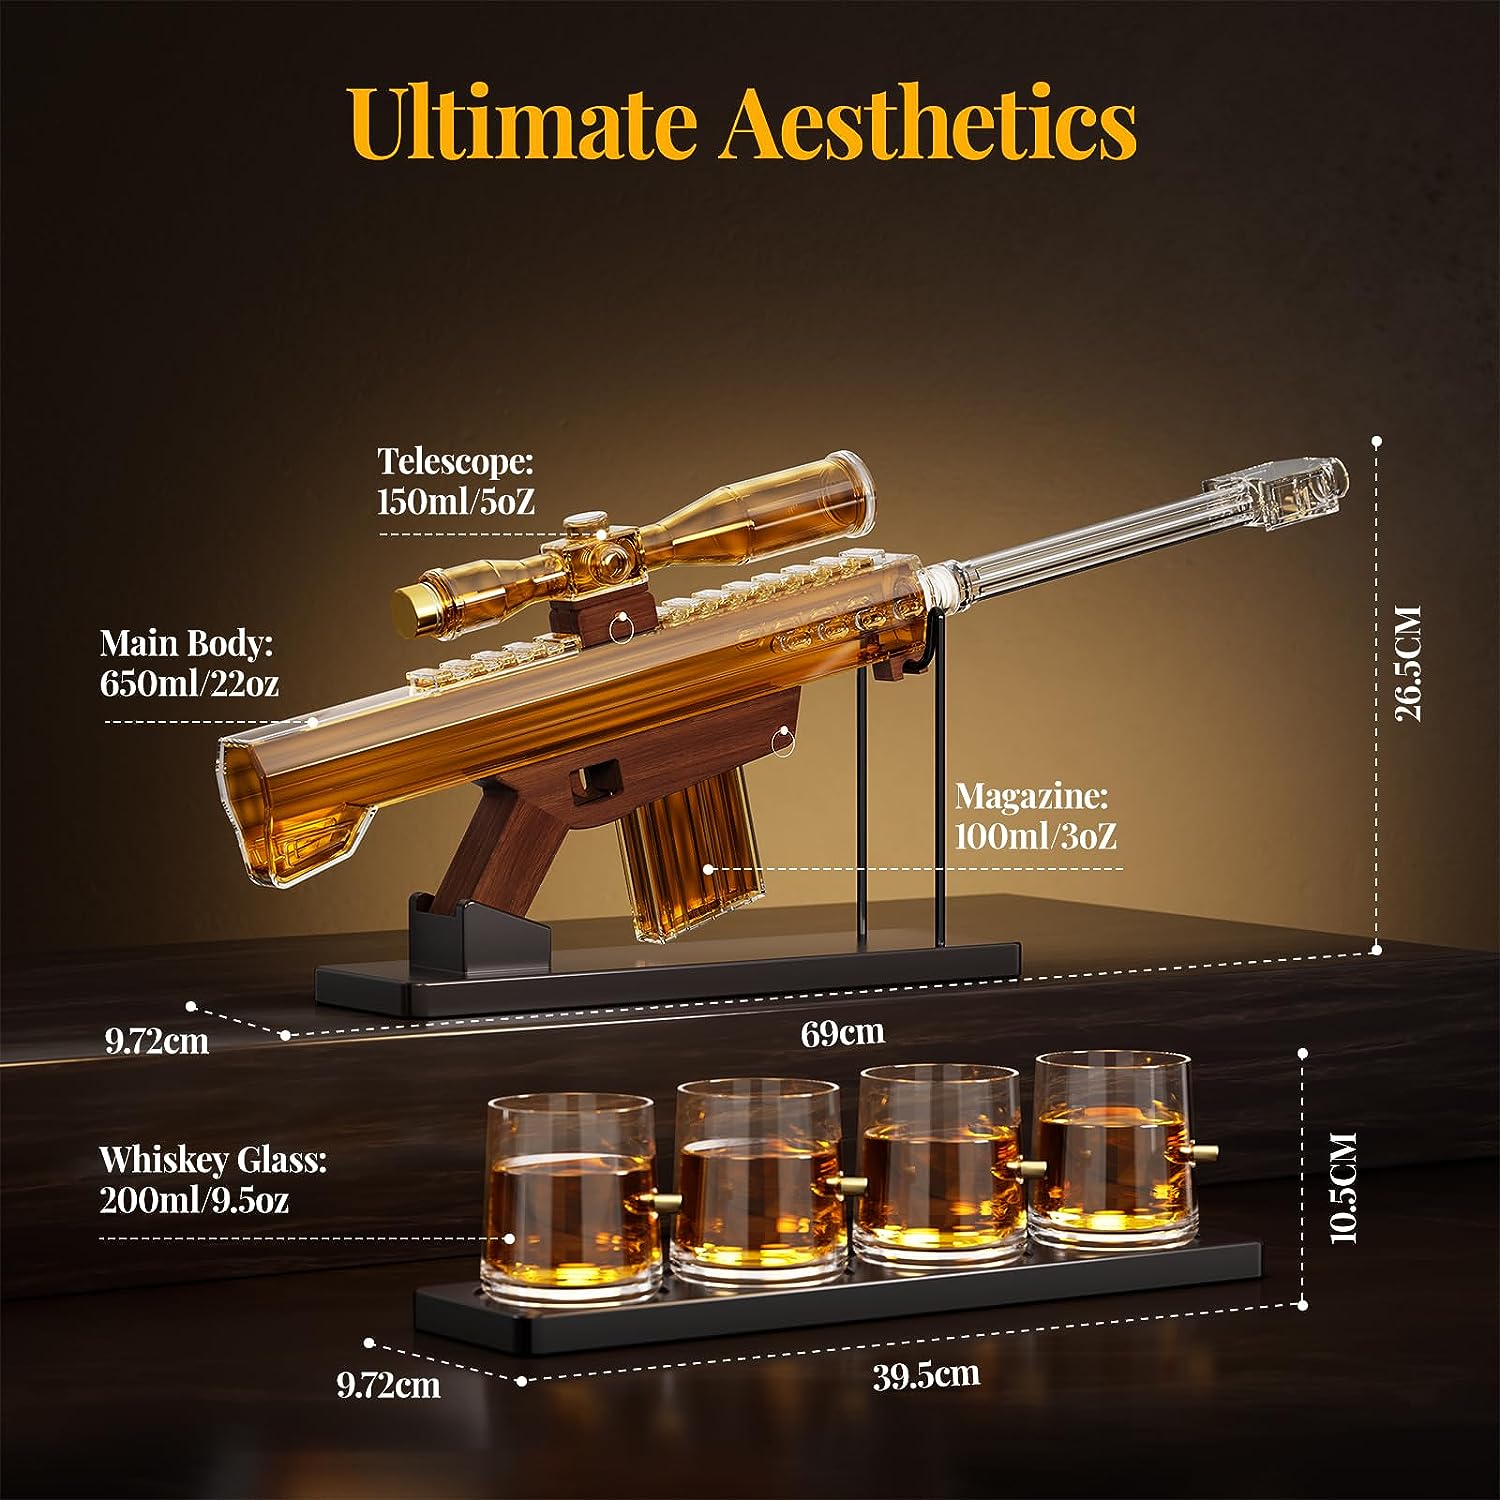 Ultimate Aesthetics
Telescope:
150ml/5oZ
Main Body:
650ml/22oz
Magazine:
100ml/3oZ
26.5CM
9.72cm
69cm
Whiskey Glass:
200ml/9.5oz
10.5CM
9.72cm
39.5cm